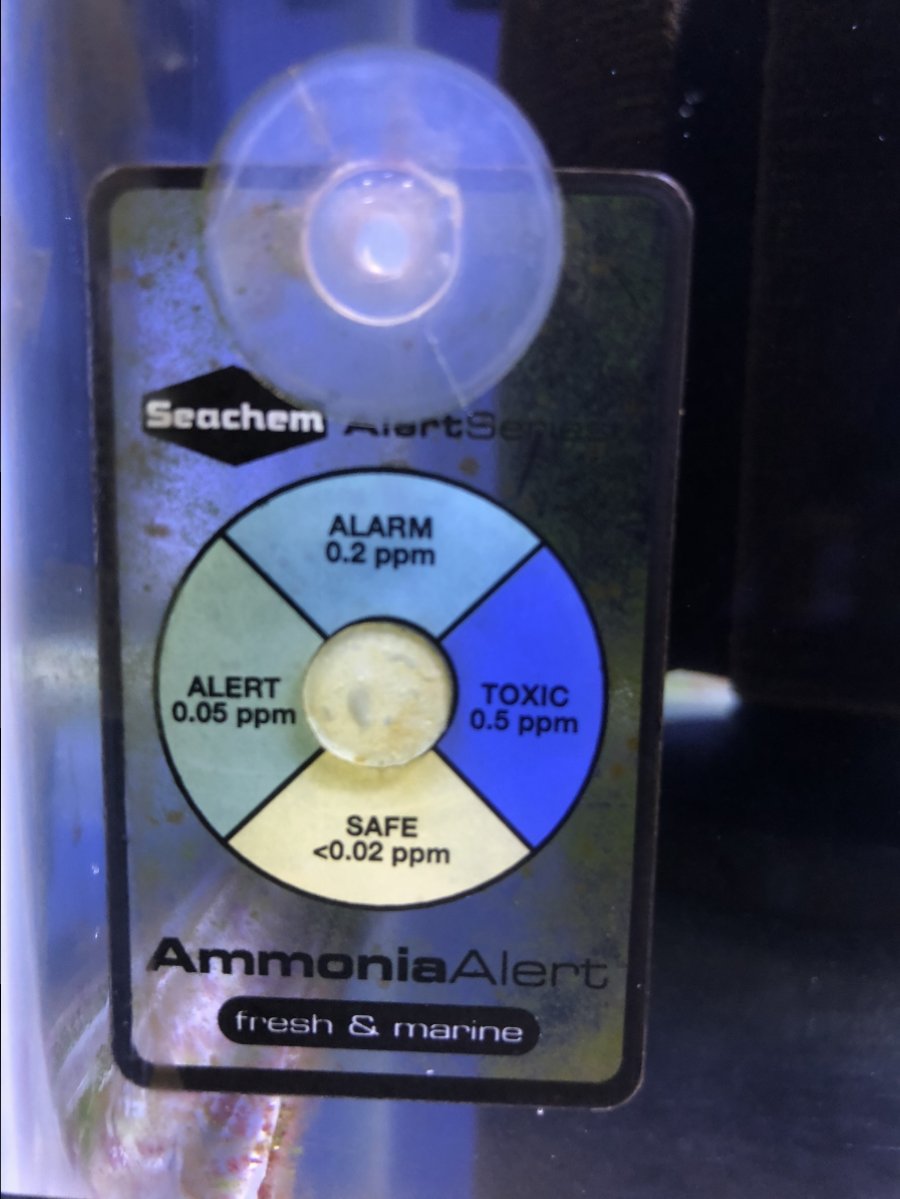 Seachem AlertSeries
ALARM
0.2 ppm
ALERT
0.05 ppm
TOXIC
0.5 ppm
SAFE
<0.02 ppm
AmmoniaAlert
fresh & marine